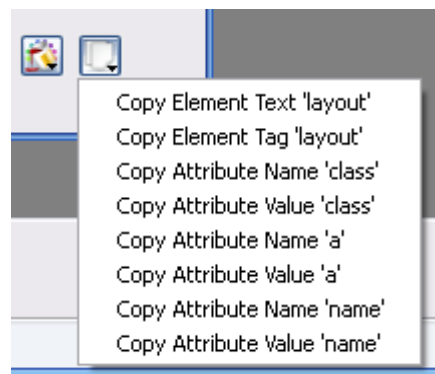 Copy Element Text 'layout'
Copy Element Tag 'layout'
Copy Attribute Name 'class'
Copy Attribute Value 'class'
Copy Attribute Name 'a'
Copy Attribute Value 'a'
Copy Attribute Name 'name'
Copy Attribute Value 'name'